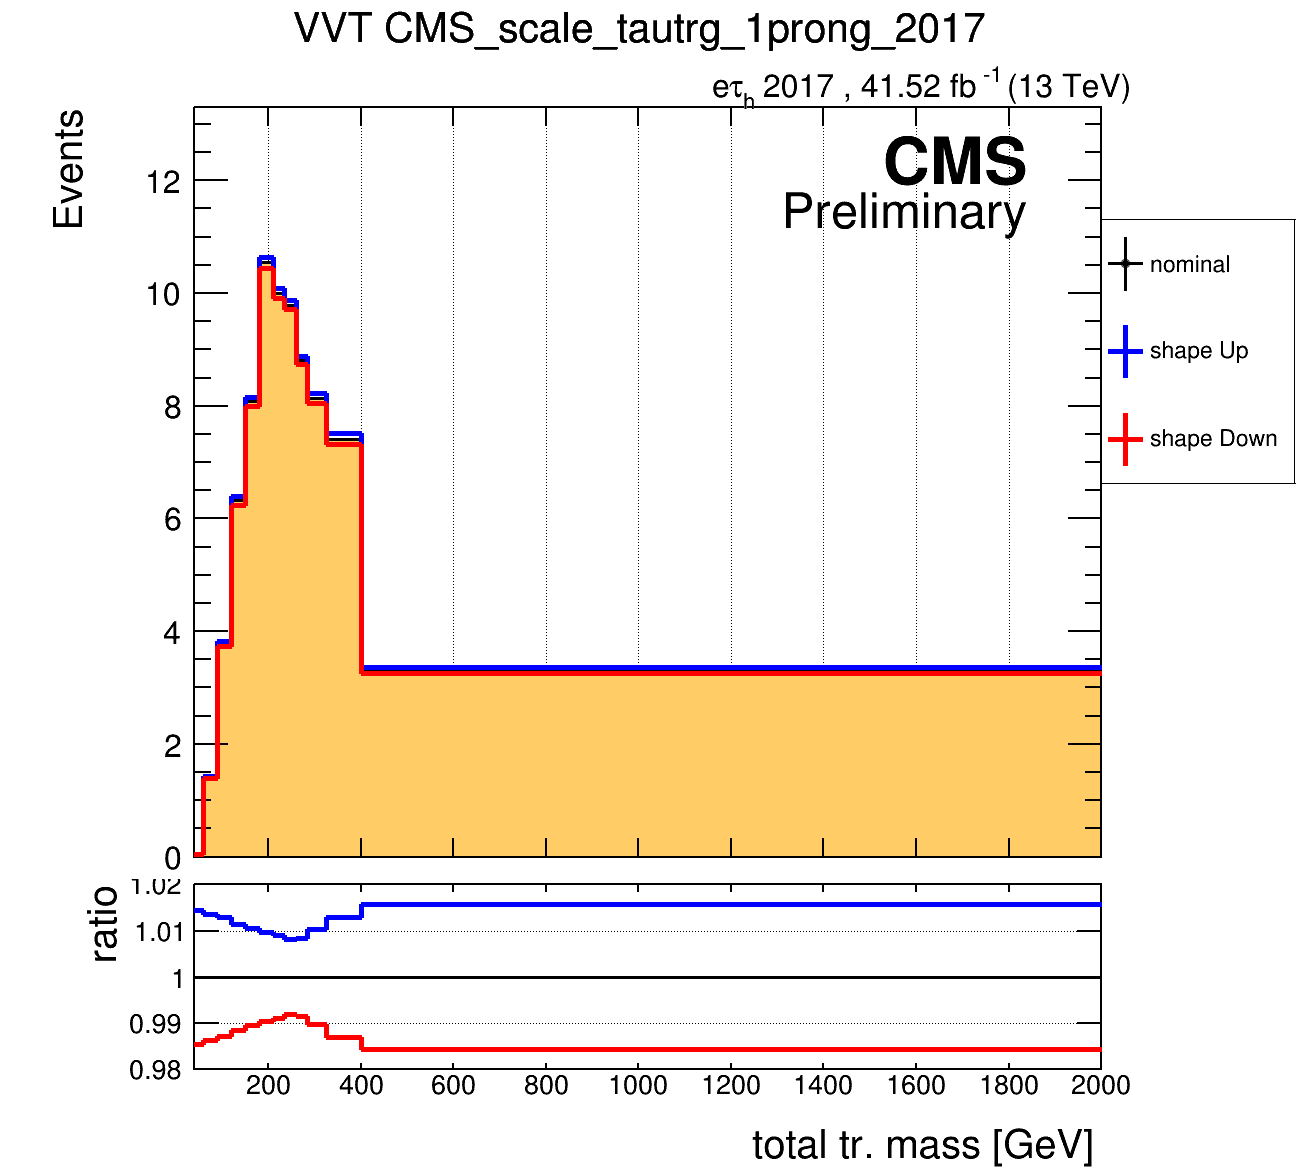 VVT CMS_scale_tautrg_1prong_2017
eτh 2017 , 41.52 fb -1 (13 TeV)
Events
CMS
Preliminary
12
10
8
6
4
2
0
nominal
shape Up
shape Down
ratio
1.02
1.01
1
0.99
0.98
200 400 600 800 1000 1200 1400 1600 1800 2000
total tr. mass [GeV]